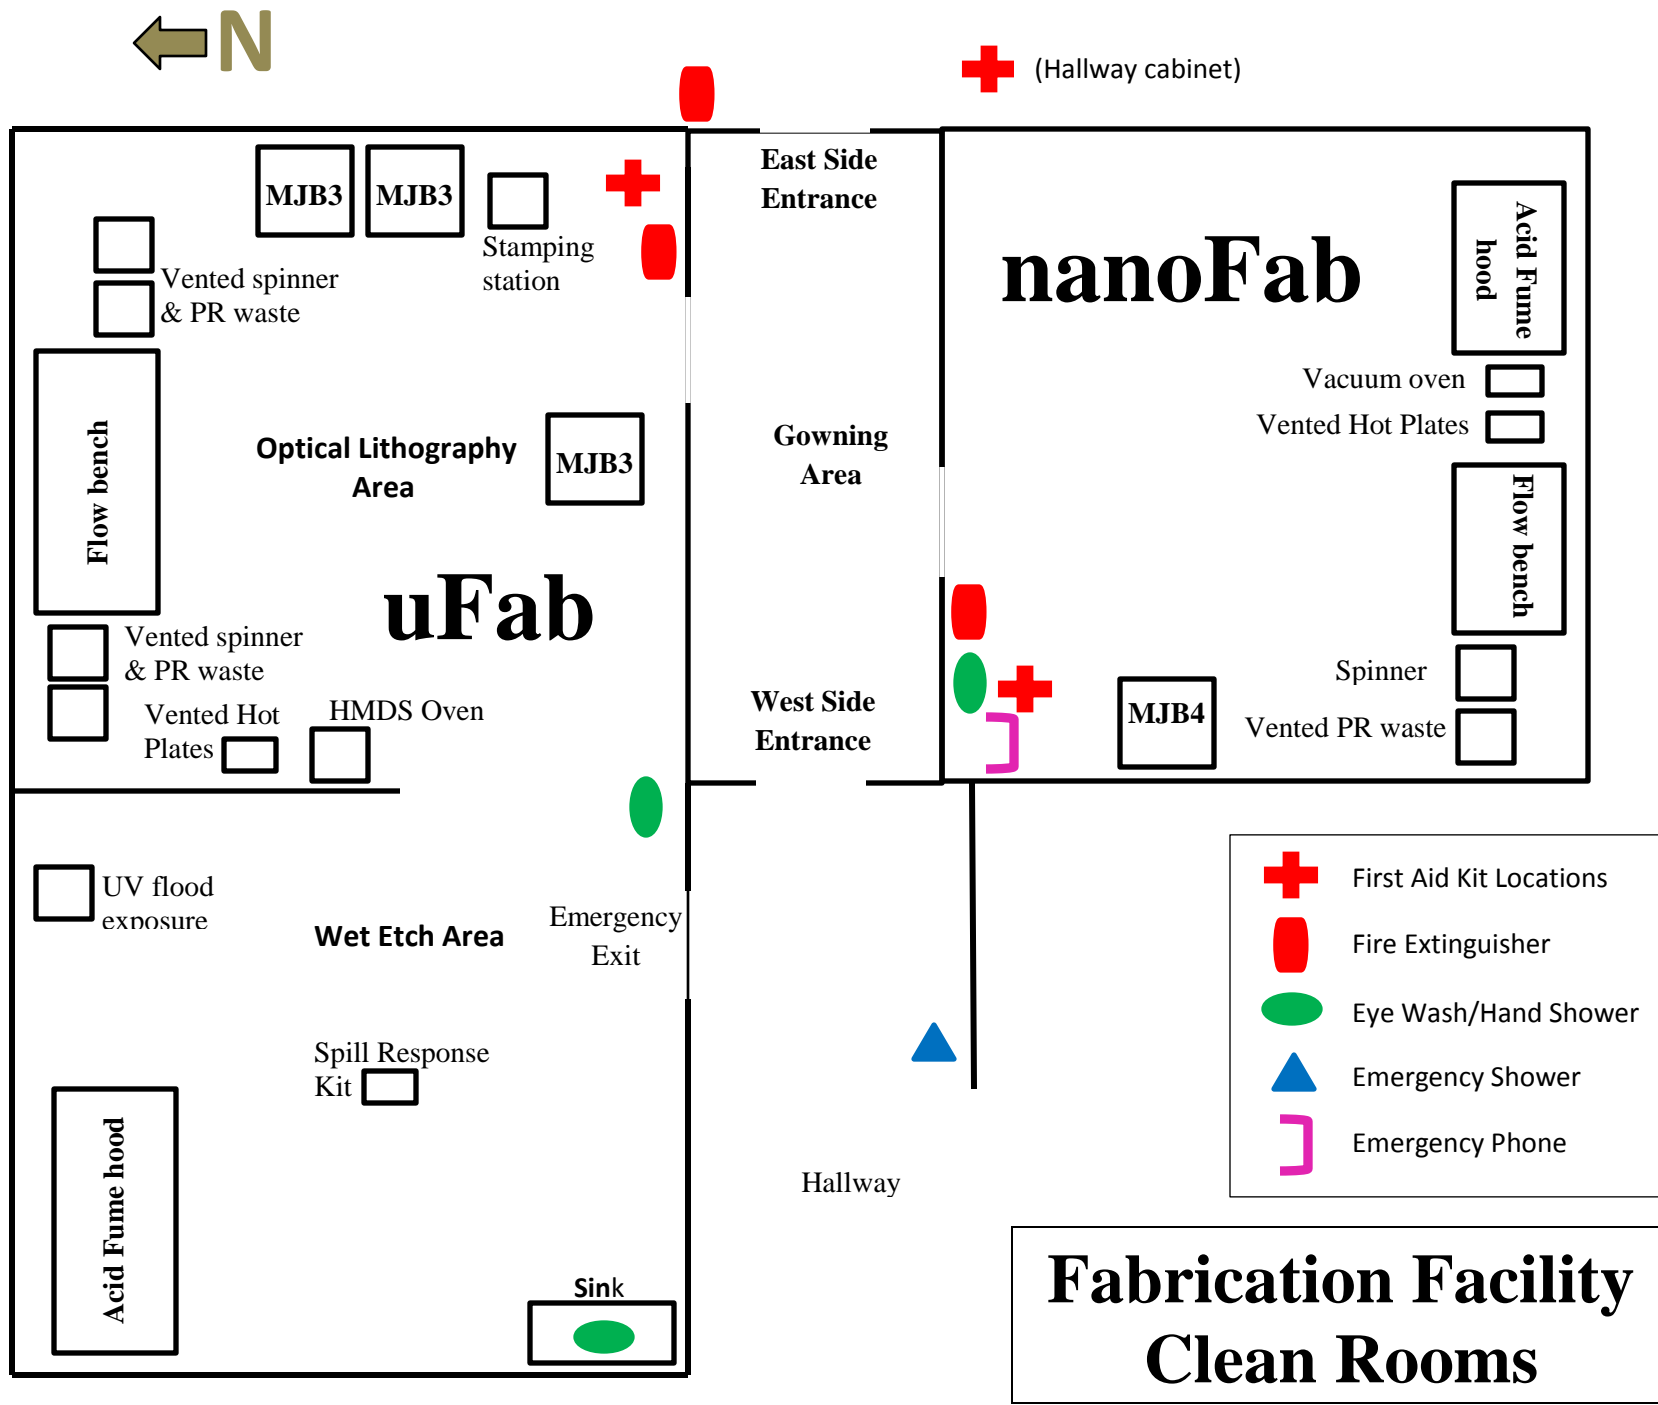 N
(Hallway cabinet)
MJB3
MJB3
Stamping
station
Vented spinner
& PR waste
Flow bench
Optical Lithography
Area
MJB3
uFab
Vented spinner
& PR waste
Vented Hot
Plates
HMDS Oven
East Side
Entrance
Gowning
Area
West Side
Entrance
nanoFab
Acid Fume
hood
Vacuum oven
Vented Hot Plates
Flow bench
Spinner
Vented PR waste
MJB4
UV flood
exposure
Wet Etch Area
Emergency
Exit
Spill Response
Kit
Acid Fume hood
Sink
Hallway
First Aid Kit Locations
Fire Extinguisher
Eye Wash/Hand Shower
Emergency Shower
Emergency Phone
Fabrication Facility
Clean Rooms